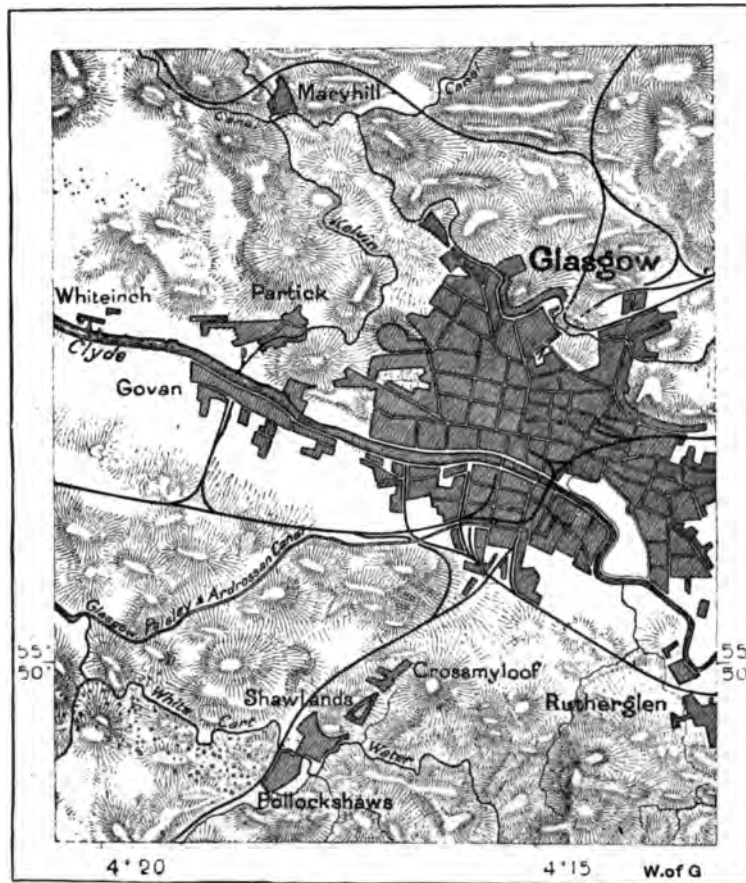 Maryhill
Canal
Canal
Kelvin
Glasgow
Whiteinch
Partick
Clyde
Govan
Glasgow Paisley & Ardrossan Canal
55°
50'
55
50
Crossmyloof
Shawlands
White Cart Water
Rutherglen
Pollockshaws
4° 20
4° 15
W. of G